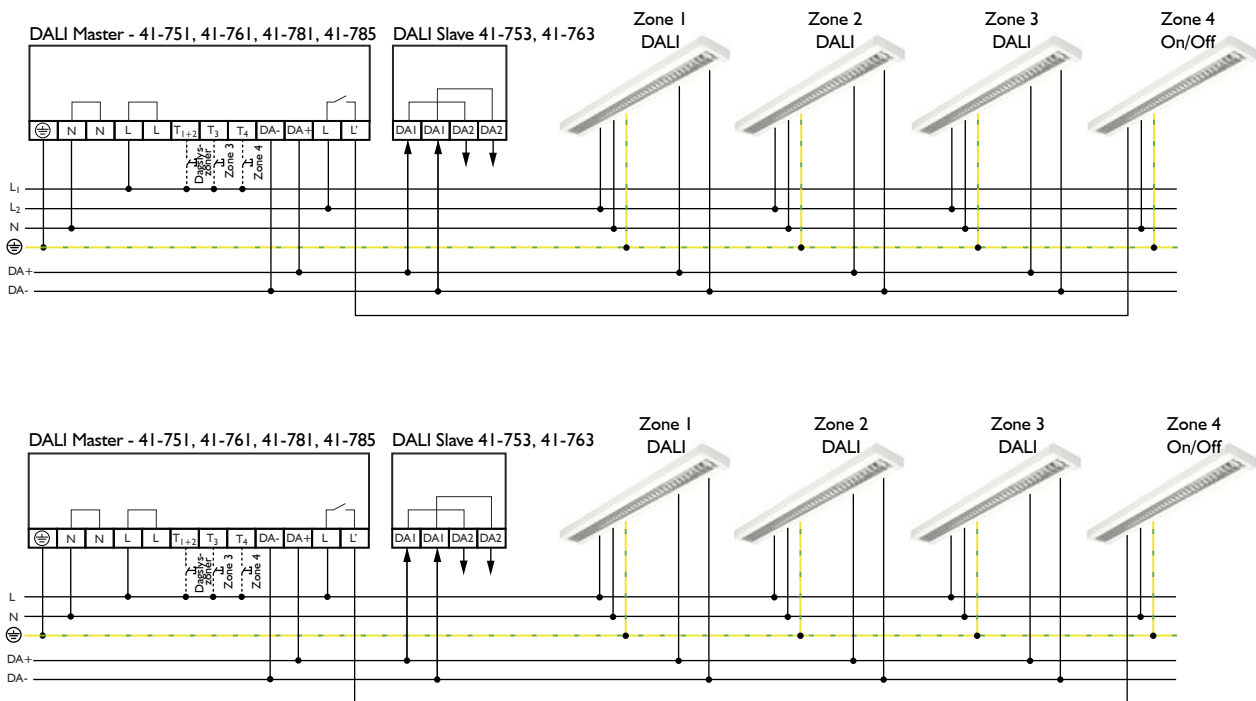 Zone 1
DALI
Zone 2
DALI
Zone 3
DALI
Zone 4
On/Off
DALI Master - 41-751, 41-761, 41-781, 41-785
DALI Slave 41-753, 41-763
N N L L T1+2 T3 T4 DA- DA+ L L'
DA1 DA1 DA2 DA2
Dagslys-
zoner
Zone 3
Zone 4
L1
L2
N
DA+
DA-
Zone 1
DALI
Zone 2
DALI
Zone 3
DALI
Zone 4
On/Off
DALI Master - 41-751, 41-761, 41-781, 41-785
DALI Slave 41-753, 41-763
N N L L T1+2 T3 T4 DA- DA+ L L'
DA1 DA1 DA2 DA2
Dagslys-
zoner
Zone 3
Zone 4
L
N
DA+
DA-